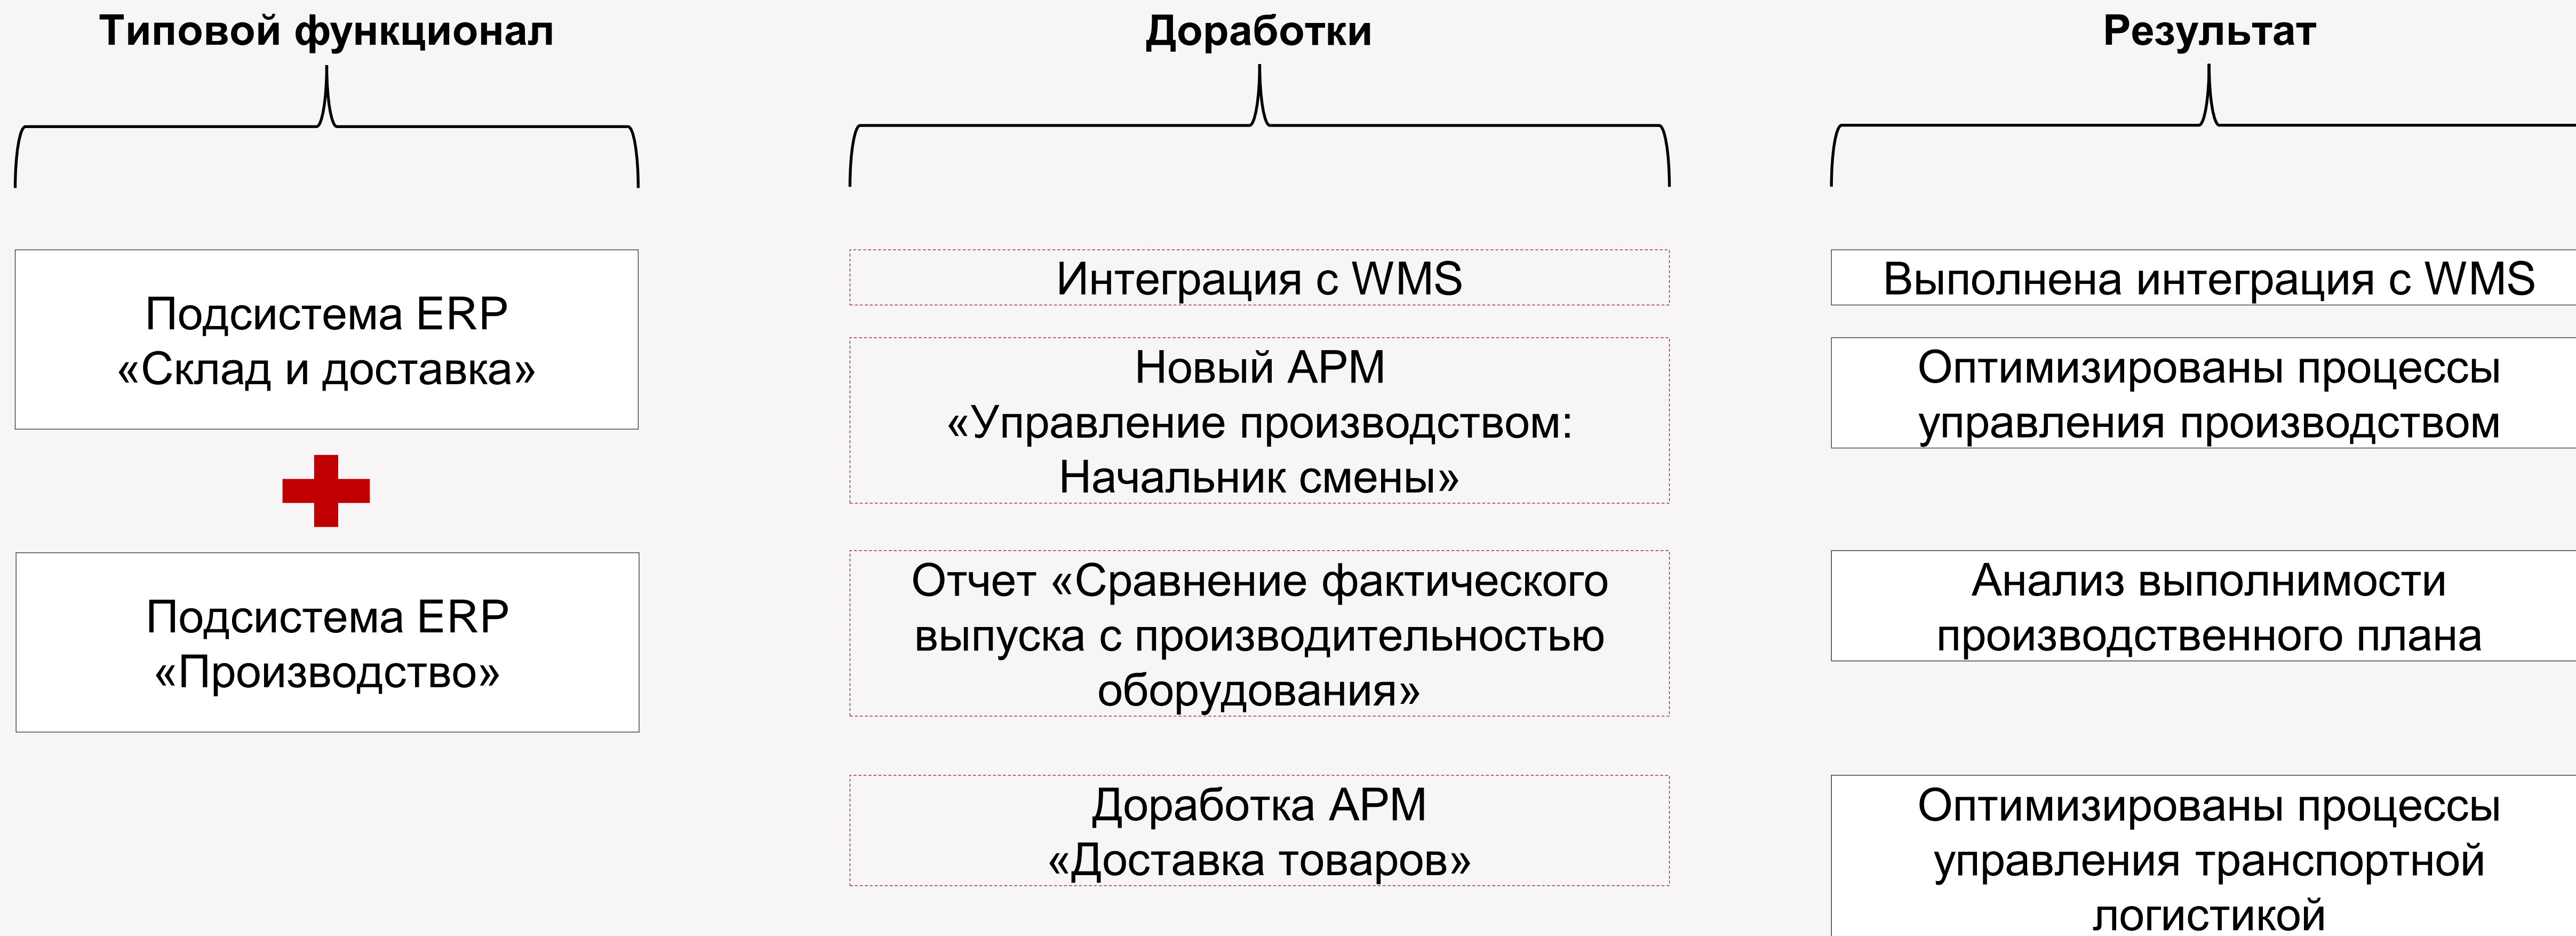 Типовой функционал
Доработки
Результат
Подсистема ERP
«Склад и доставка»
Подсистема ERP
«Производство»
Интеграция с WMS
Новый АРМ
«Управление производством:
Начальник смены»
Отчет «Сравнение фактического
выпуска с производительностью
оборудования»
Доработка АРМ
«Доставка товаров»
Выполнена интеграция с WMS
Оптимизированы процессы
управления производством
Анализ выполнимости
производственного плана
Оптимизированы процессы
управления транспортной
логистикой